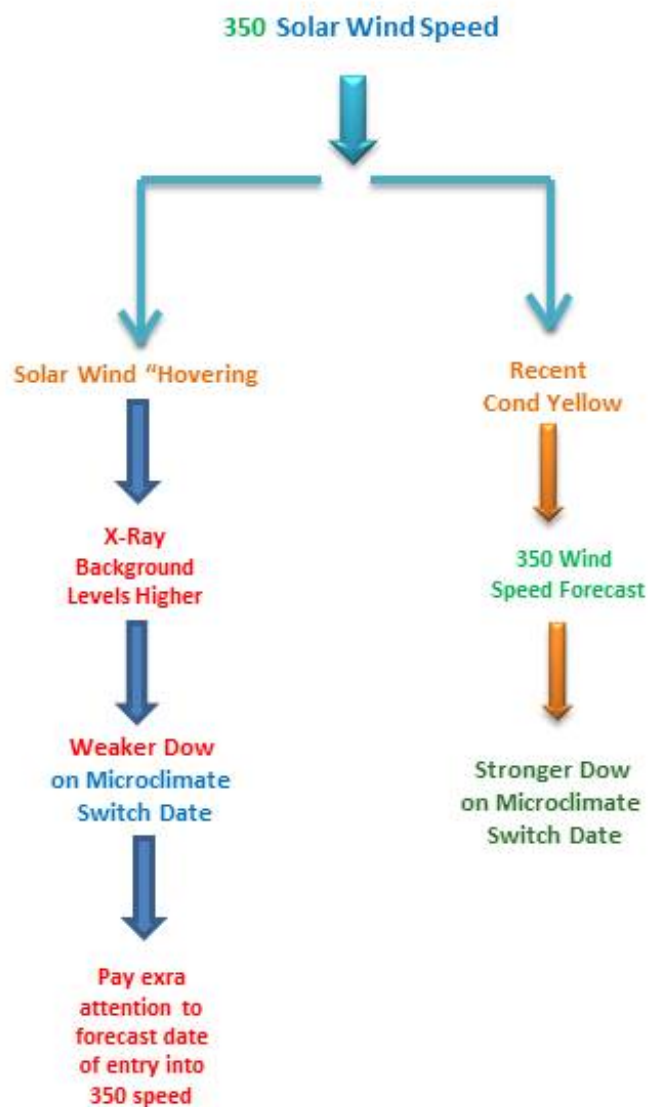 350 Solar Wind Speed
Solar Wind “Hovering
X-Ray
Background
Levels Higher
Weaker Dow
on Microclimate
Switch Date
Pay exra
attention to
forecast date
of entry into
350 speed
Recent
Cond Yellow
350 Wind
Speed Forecast
Stronger Dow
on Microclimate
Switch Date